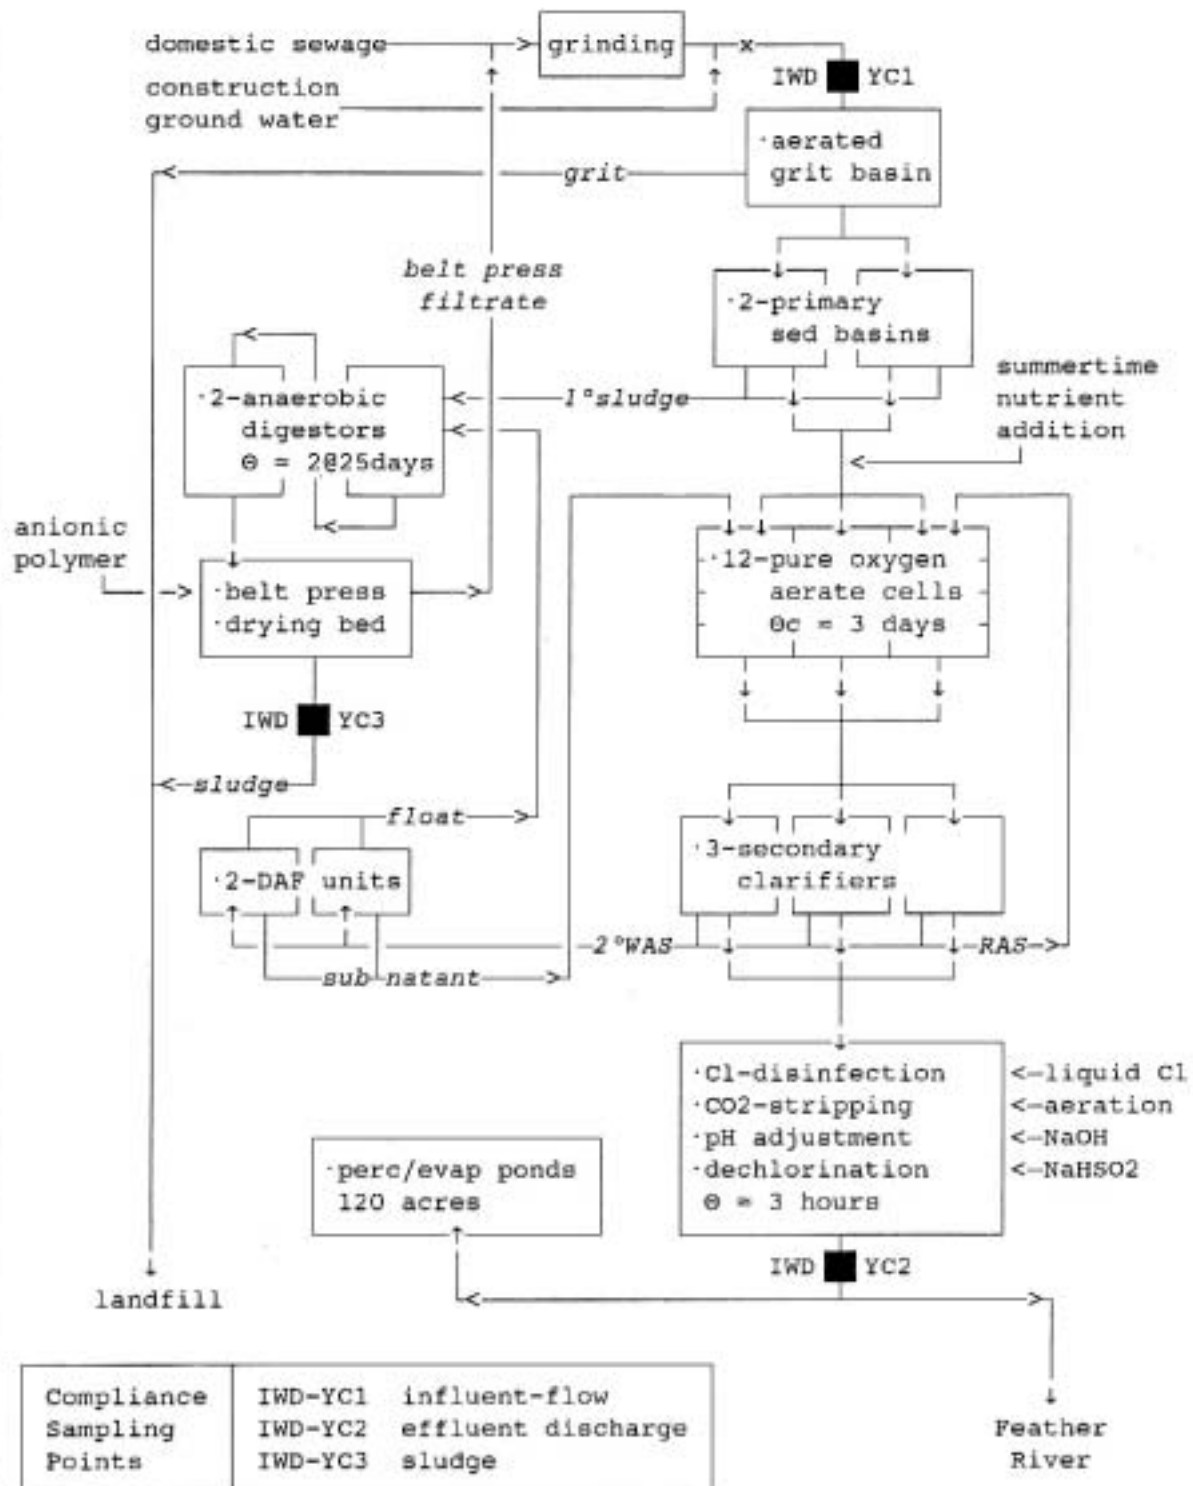 domestic sewage
grinding
x
construction
ground water
IWD YC1
·aerated
grit basin
grit
belt press
filtrate
·2-primary
sed basins
summertime
nutrient
addition
1°sludge
·2-anaerobic
digestors
Θ = 2@25days
anionic
polymer
·belt press
·drying bed
·12-pure oxygen
aerate cells
Θc ≈ 3 days
IWD YC3
sludge
float
·2-DAF units
·3-secondary
clarifiers
2°WAS
RAS
sub natant
·Cl-disinfection
<-liquid Cl
·CO2-stripping
<-aeration
·pH adjustment
<-NaOH
·dechlorination
<-NaHSO2
Θ ≈ 3 hours
·perc/evap ponds
120 acres
IWD YC2
landfill
Feather
River
Compliance
Sampling
Points
IWD-YC1 influent-flow
IWD-YC2 effluent discharge
IWD-YC3 sludge